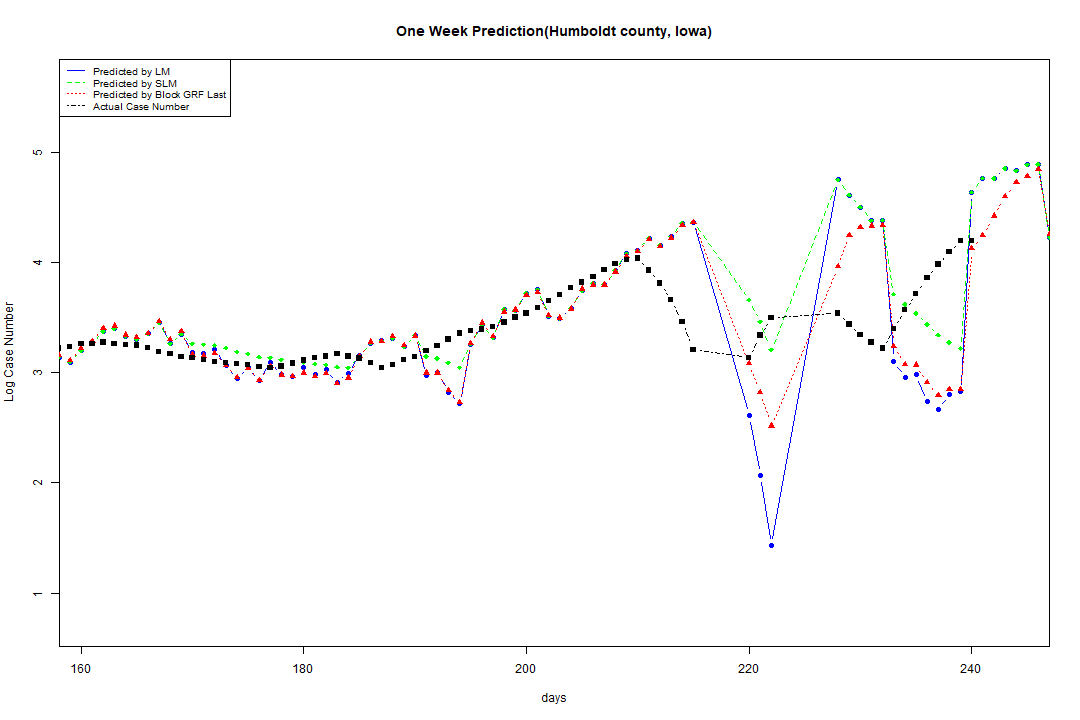 One Week Prediction(Humboldt county, Iowa)
Predicted by LM
Predicted by SLM
Predicted by Block GRF Last
Actual Case Number
5
4
3
2
1
Log Case Number
160 180 200 220 240
days